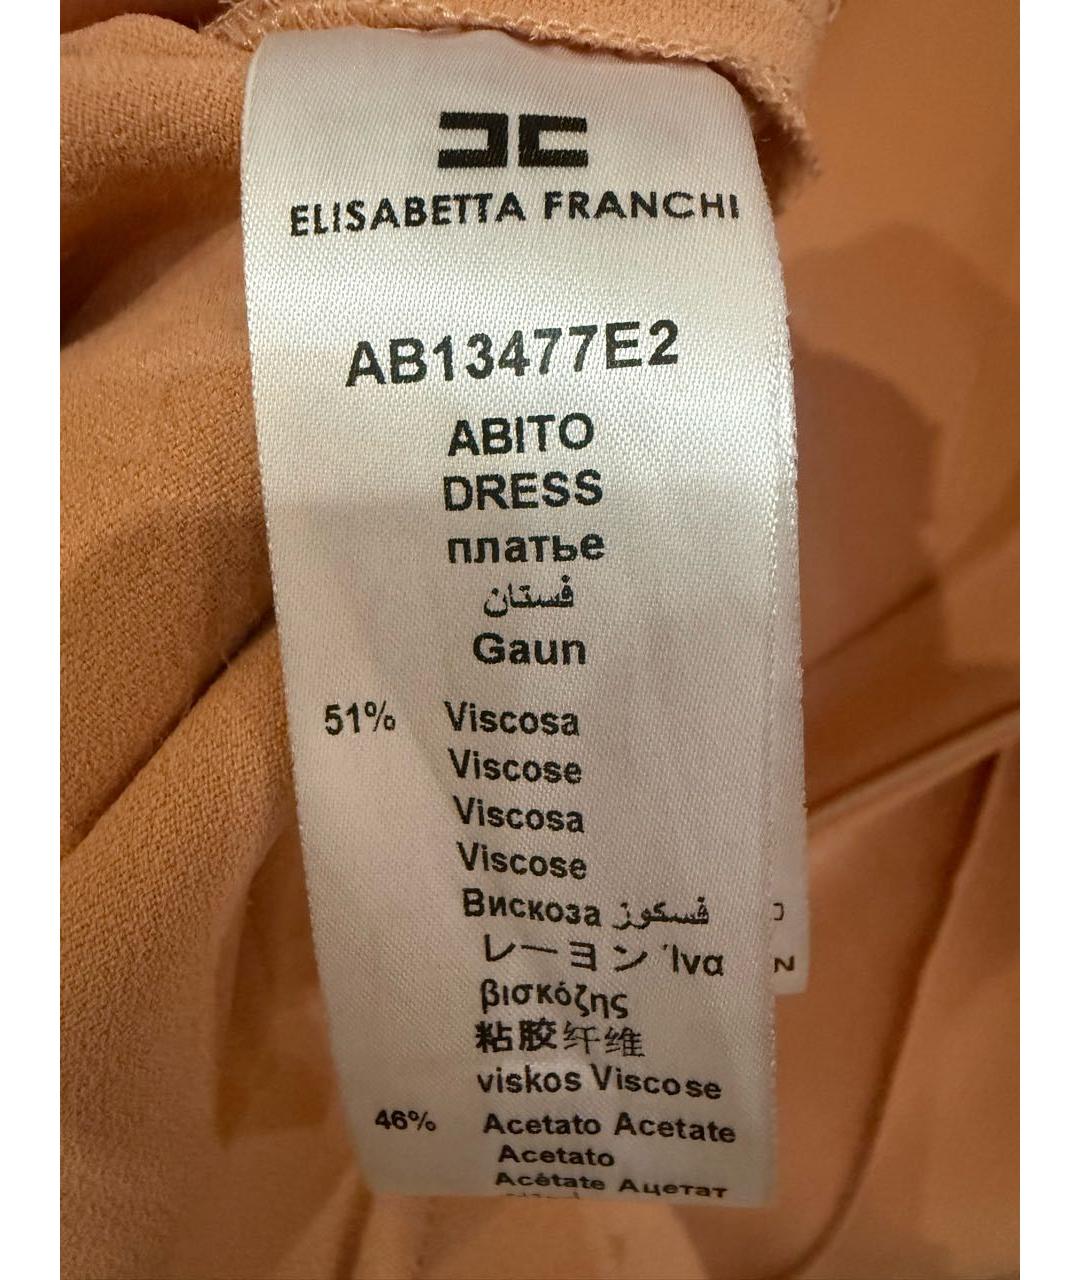 ELISABETTA FRANCHI
AB13477E2
ABITO
DRESS
платье
فستان
Gaun
51% Viscosa
Viscose
Viscosa
Viscose
Вискоза فسكوز
レーヨン Ίνα
βισκόζης
粘胶纤维
viskos Viscose
46% Acetato Acetate
Acetato
Acétate Ацетат